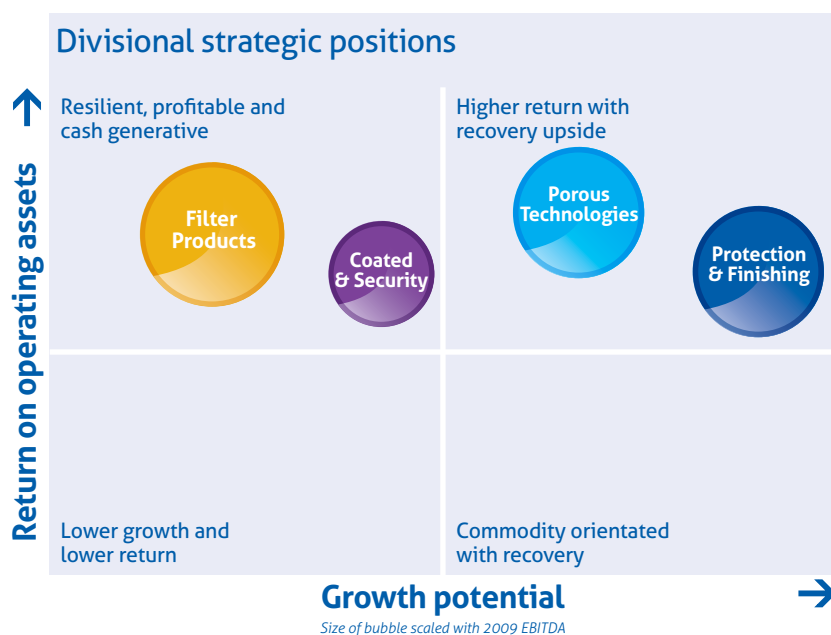 Divisional strategic positions
Resilient, profitable and
cash generative
Higher return with
recovery upside
Filter
Products
Coated
& Security
Porous
Technologies
Protection
& Finishing
Return on operating assets
Lower growth and
lower return
Commodity orientated
with recovery
Growth potential
Size of bubble scaled with 2009 EBITDA